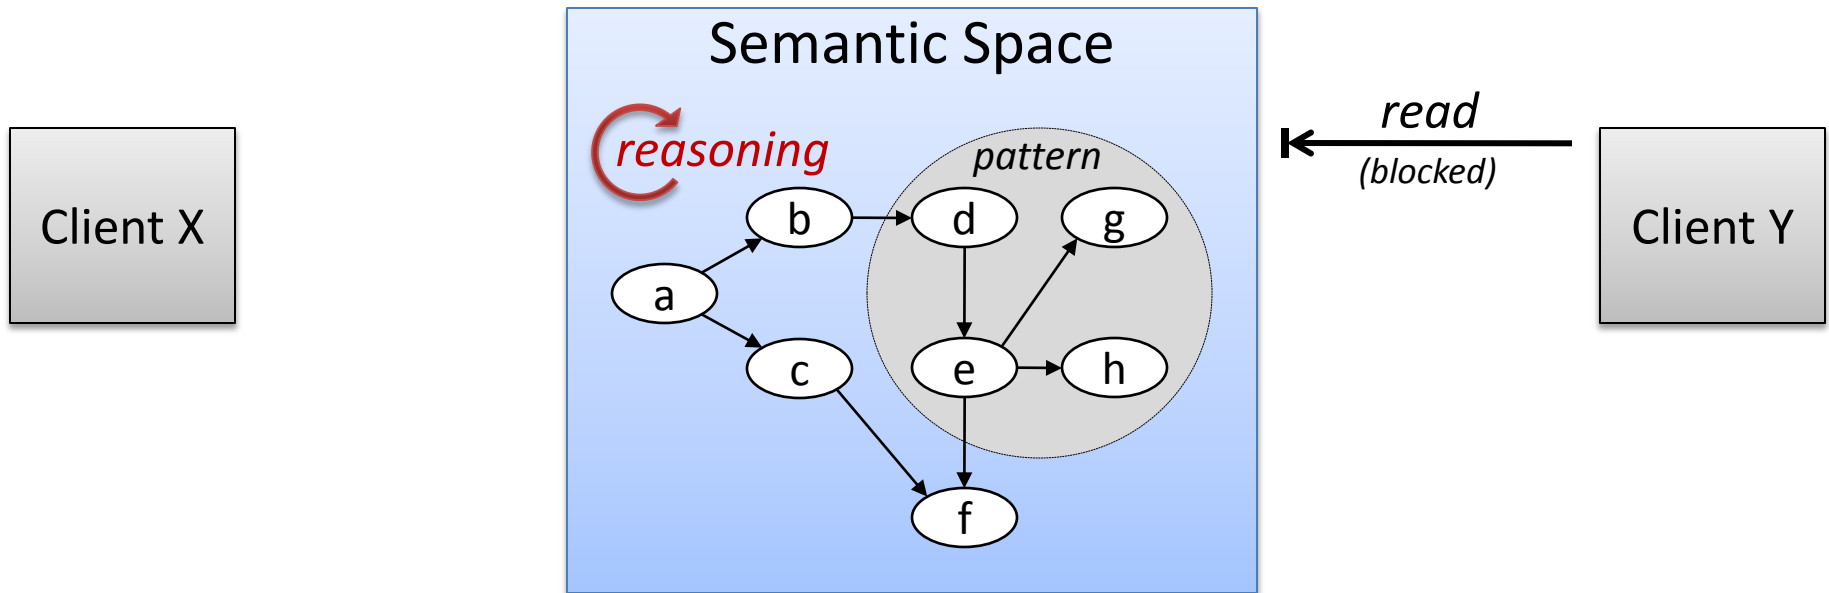 Semantic Space
reasoning
pattern
read
(blocked)
Client X
Client Y
b
d
g
a
c
e
h
f